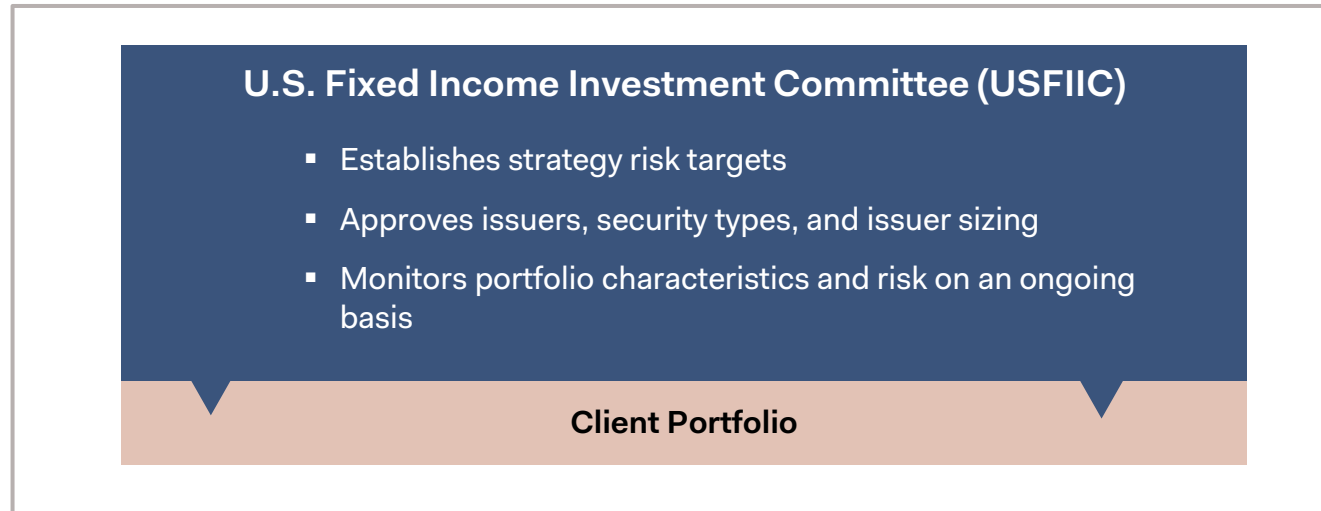 U.S. Fixed Income Investment Committee (USFIIC)
▪ Establishes strategy risk targets
▪ Approves issuers, security types, and issuer sizing
▪ Monitors portfolio characteristics and risk on an ongoing
basis
Client Portfolio